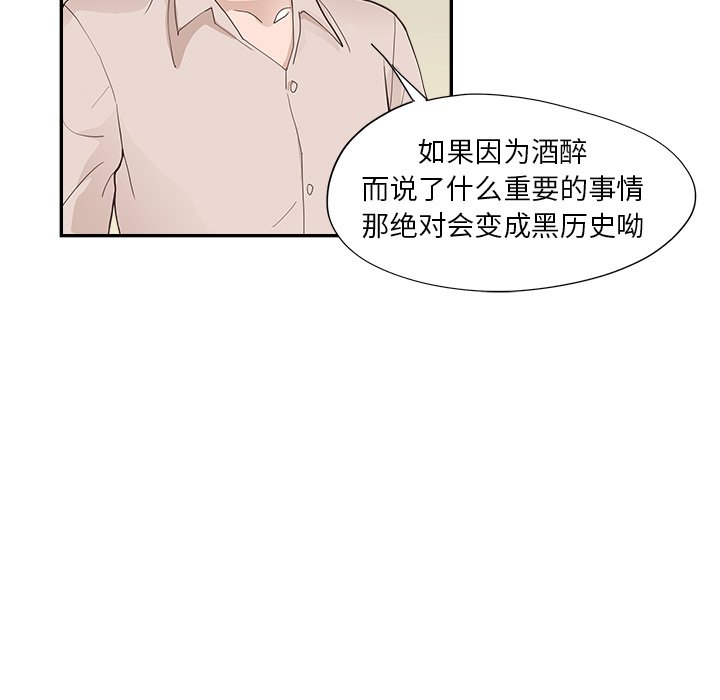 如果因为酒醉
而说了什么重要的事情
那绝对会变成黑历史呦